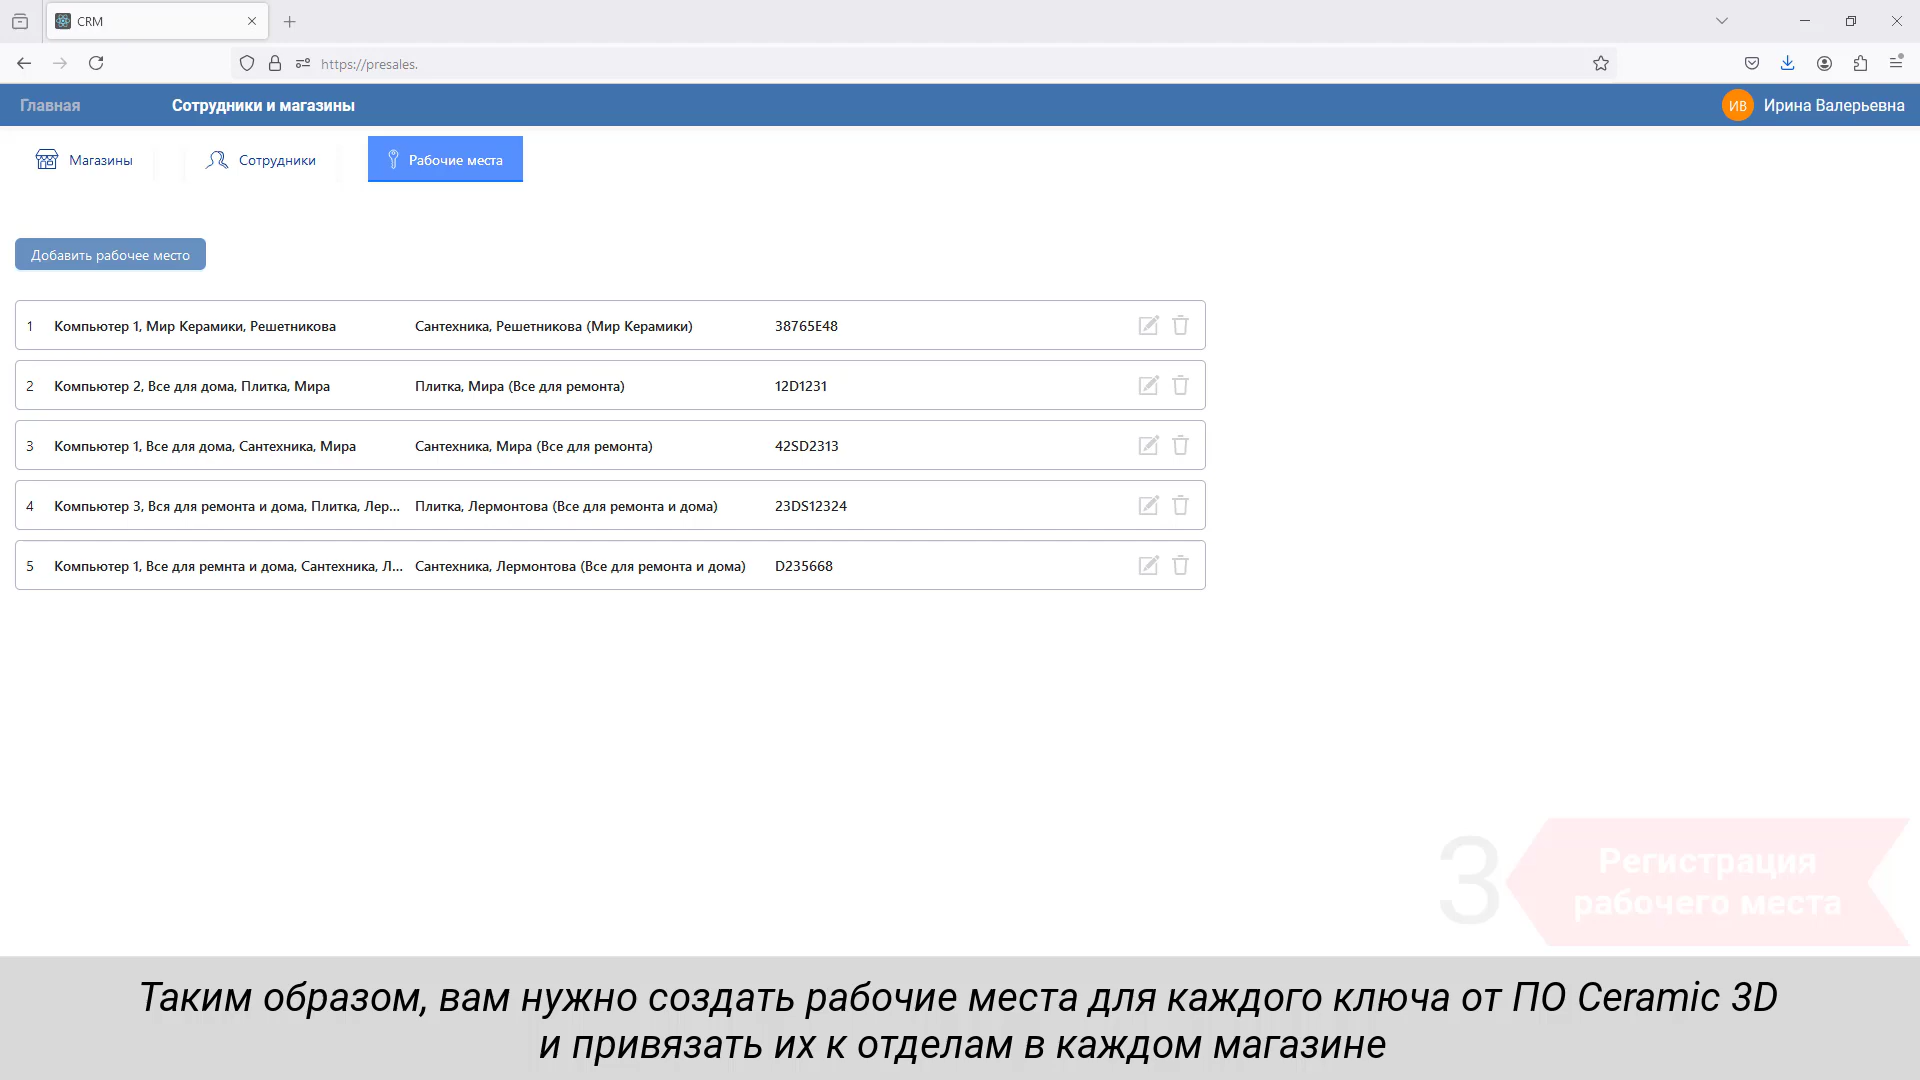 CRM
https://presales.
Главная
Сотрудники и магазины
ИВ
Ирина Валерьевна
Магазины
Сотрудники
Рабочие места
Добавить рабочее место
1 Компьютер 1, Мир Керамики, Решетникова Сантехника, Решетникова (Мир Керамики) 38765E48
2 Компьютер 2, Все для дома, Плитка, Мира Плитка, Мира (Все для ремонта) 12D1231
3 Компьютер 1, Все для дома, Сантехника, Мира Сантехника, Мира (Все для ремонта) 42SD2313
4 Компьютер 3, Вся для ремонта и дома, Плитка, Лер... Плитка, Лермонтова (Все для ремонта и дома) 23DS12324
5 Компьютер 1, Все для ремнта и дома, Сантехника, Л... Сантехника, Лермонтова (Все для ремонта и дома) D235668
3
Регистрация
рабочего места
Таким образом, вам нужно создать рабочие места для каждого ключа от ПО Ceramic 3D
и привязать их к отделам в каждом магазине